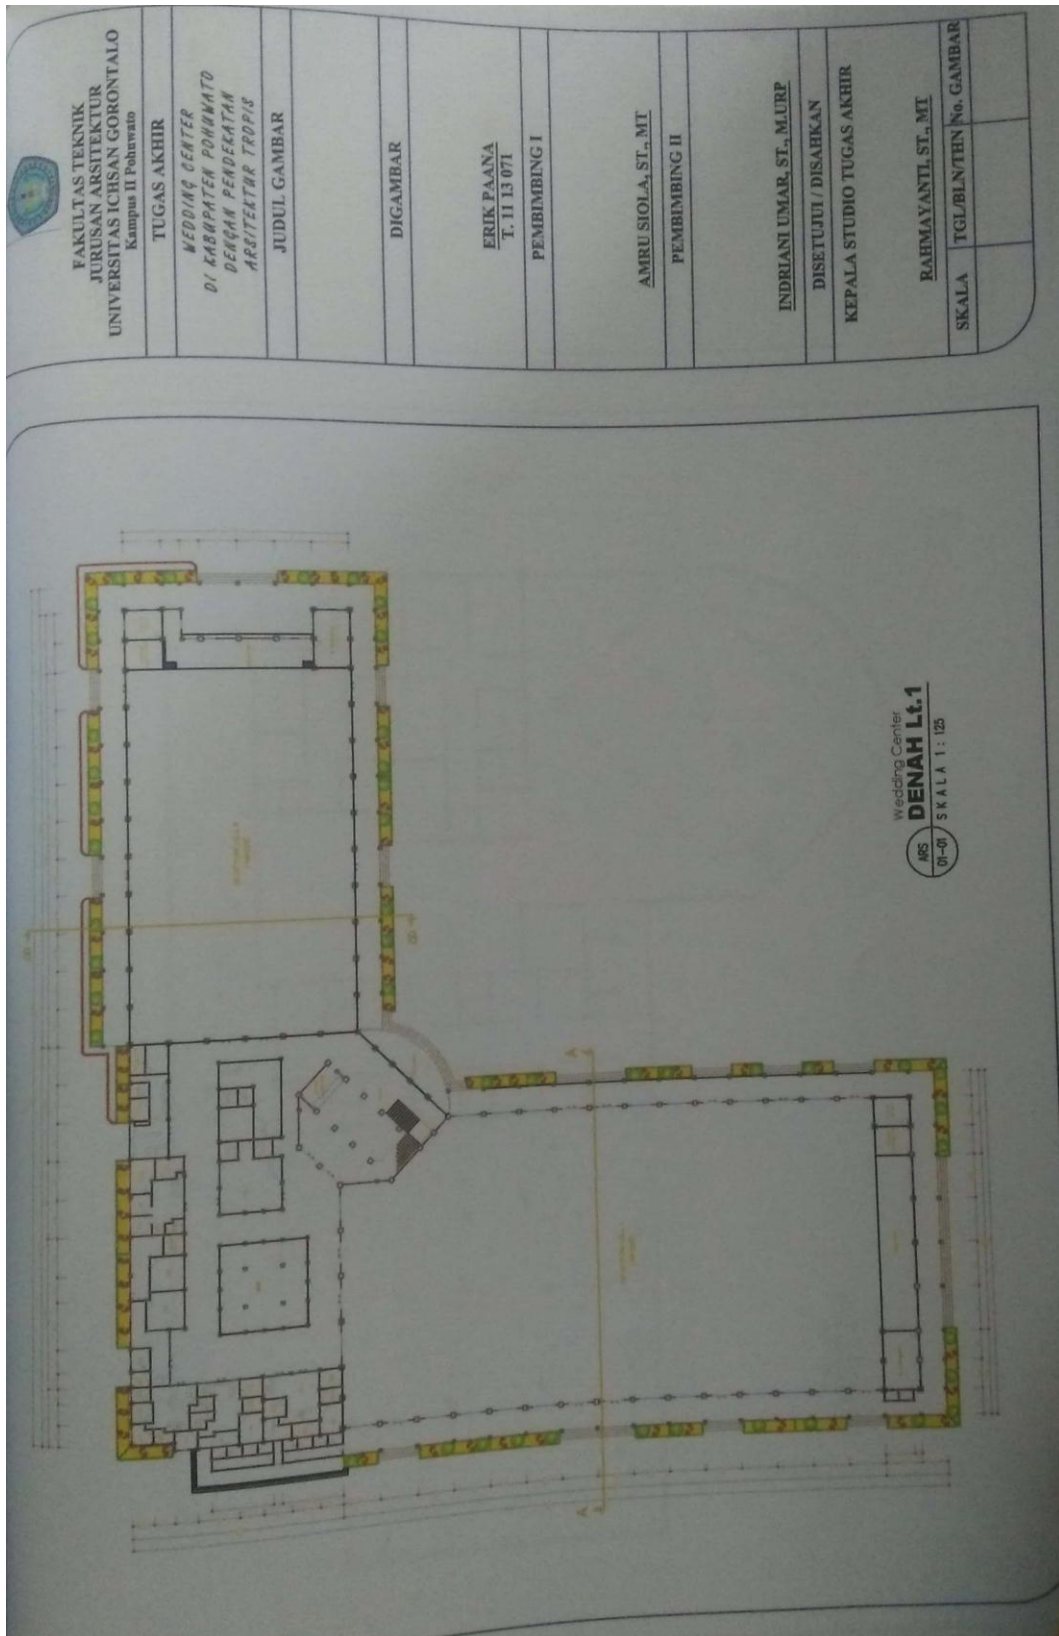 FAKULTAS TEKNIK
JURUSAN ARSITEKTUR
UNIVERSITAS ICHSAN GORONTALO
Kampus II Pohuwato
TUGAS AKHIR
WEDDING CENTER
DI KABUPATEN POHUWATO
DENGAN PENDEKATAN
ARSITEKTUR TROPIS
JUDUL GAMBAR
DIGAMBAR
ERIK PAANA
T. 11 13 071
PEMBIMBING I
AMRU SIOLA, ST., MT
PEMBIMBING II
INDRIANI UMAR, ST., M.URP
DISETUJUI / DISAHKAN
KEPALA STUDIO TUGAS AKHIR
RAHMAYANTI, ST., MT
SKALA
TGL/BLN/THN
No. GAMBAR
B
B
A
A
Wedding Center
DENAH Lt.1
SKALA 1 : 125
ARS
01-01